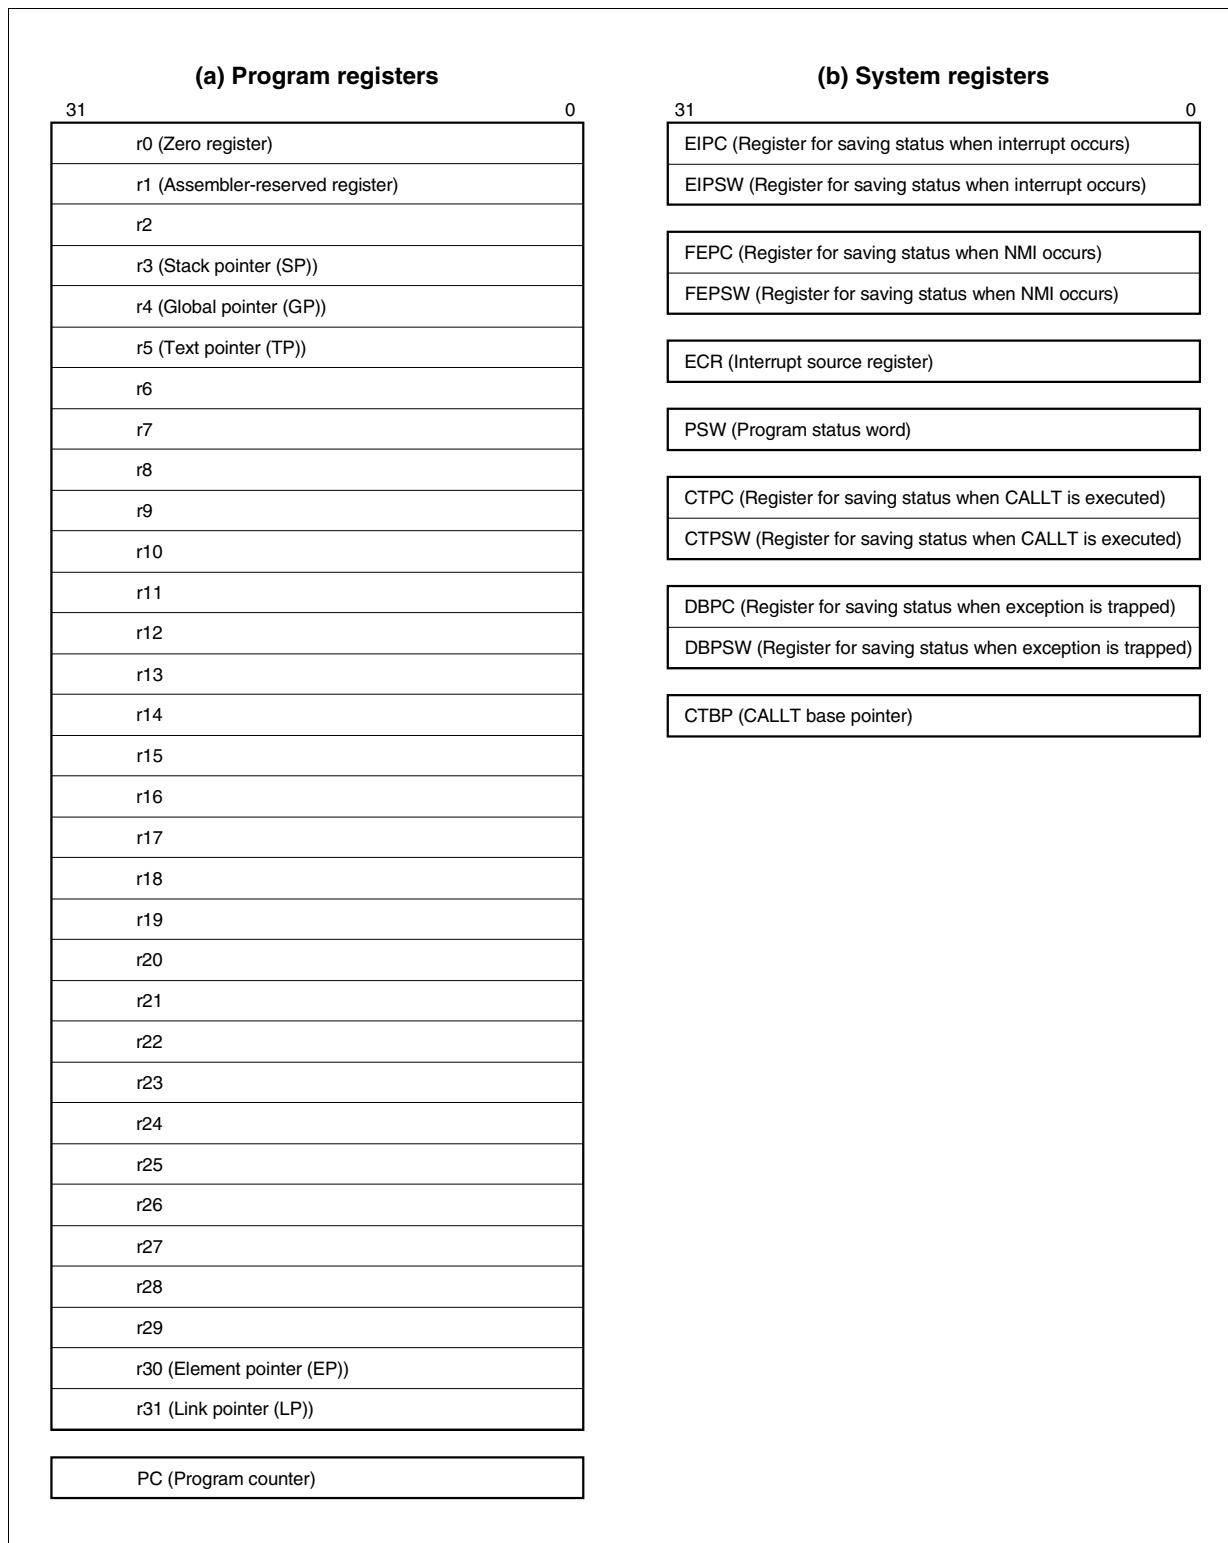 (a) Program registers
31 0
r0 (Zero register)
r1 (Assembler-reserved register)
r2
r3 (Stack pointer (SP))
r4 (Global pointer (GP))
r5 (Text pointer (TP))
r6
r7
r8
r9
r10
r11
r12
r13
r14
r15
r16
r17
r18
r19
r20
r21
r22
r23
r24
r25
r26
r27
r28
r29
r30 (Element pointer (EP))
r31 (Link pointer (LP))
PC (Program counter)
(b) System registers
31 0
EIPC (Register for saving status when interrupt occurs)
EIPSW (Register for saving status when interrupt occurs)
FEPC (Register for saving status when NMI occurs)
FEPSW (Register for saving status when NMI occurs)
ECR (Interrupt source register)
PSW (Program status word)
CTPC (Register for saving status when CALLT is executed)
CTPSW (Register for saving status when CALLT is executed)
DBPC (Register for saving status when exception is trapped)
DBPSW (Register for saving status when exception is trapped)
CTBP (CALLT base pointer)